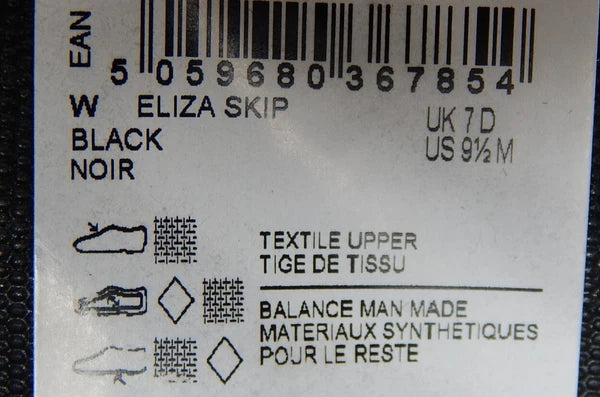 EAN
5 059680 367854
W ELIZA SKIP
BLACK
NOIR
UK 7 D
US 9½ M
TEXTILE UPPER
TIGE DE TISSU
BALANCE MAN MADE
MATERIAUX SYNTHETIQUES
POUR LE RESTE